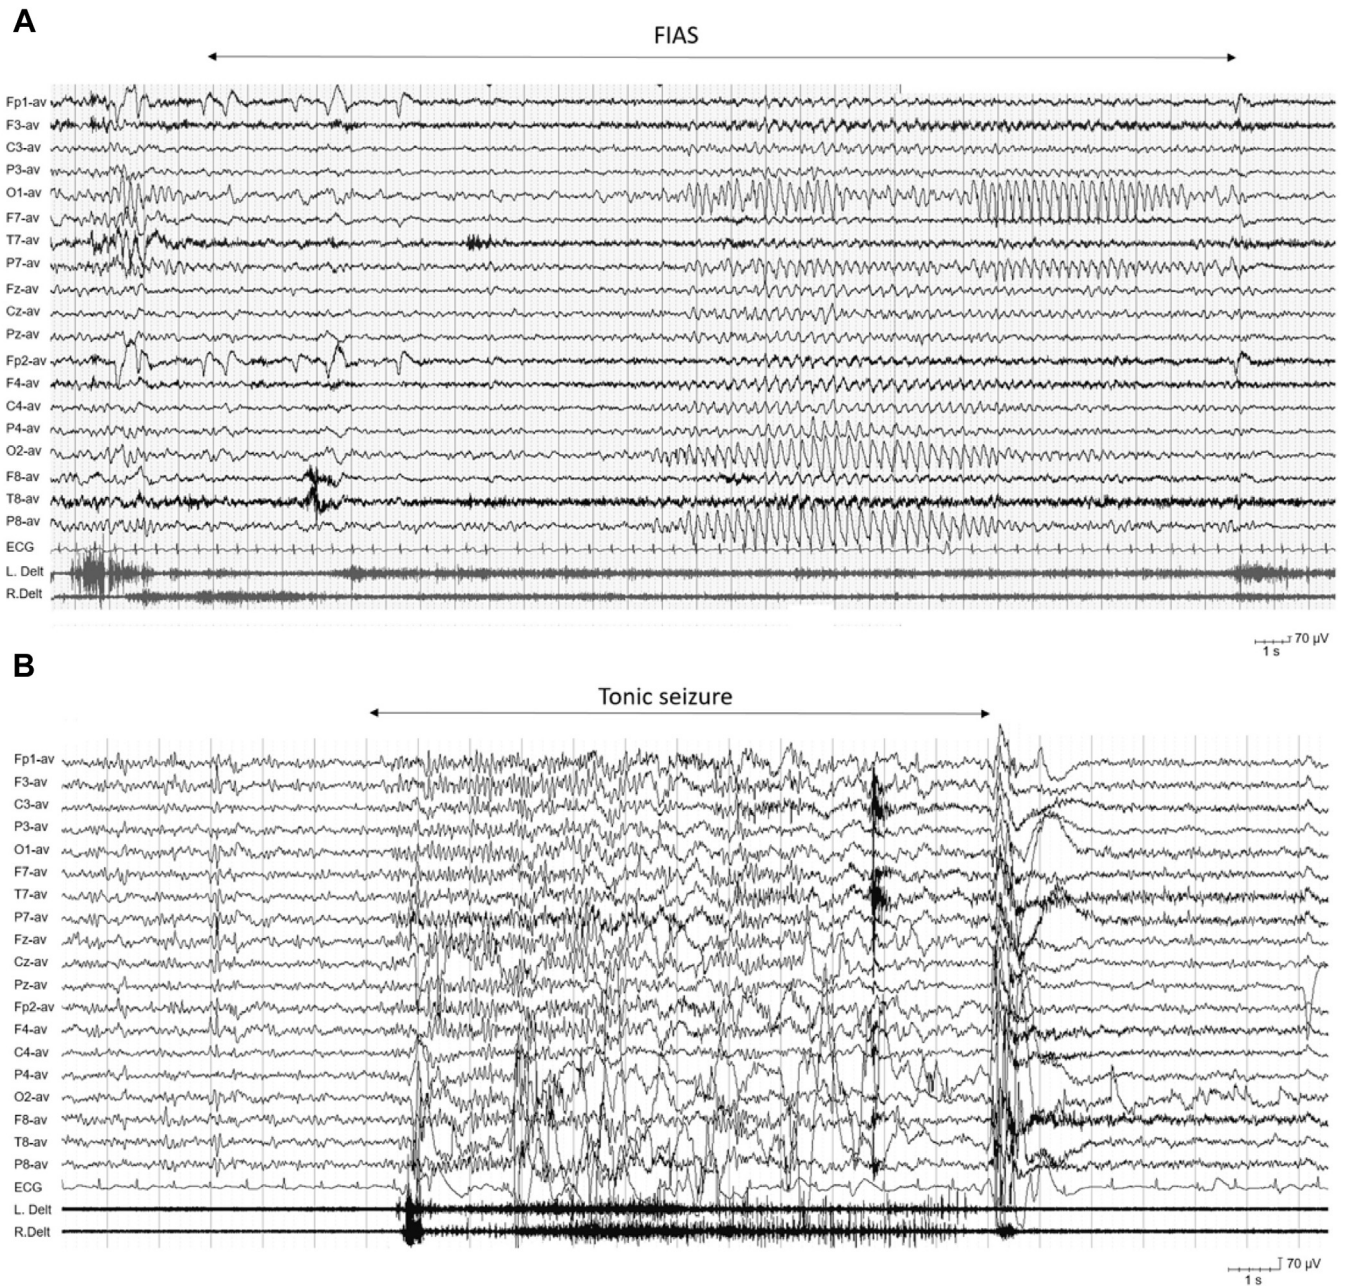 A
FIAS
Fp1-av
F3-av
C3-av
P3-av
O1-av
F7-av
T7-av
P7-av
Fz-av
Cz-av
Pz-av
Fp2-av
F4-av
C4-av
P4-av
O2-av
F8-av
T8-av
P8-av
ECG
L. Delt
R.Delt
70 µV
1 s
B
Tonic seizure
Fp1-av
F3-av
C3-av
P3-av
O1-av
F7-av
T7-av
P7-av
Fz-av
Cz-av
Pz-av
Fp2-av
F4-av
C4-av
P4-av
O2-av
F8-av
T8-av
P8-av
ECG
L. Delt
R.Delt
70 µV
1 s